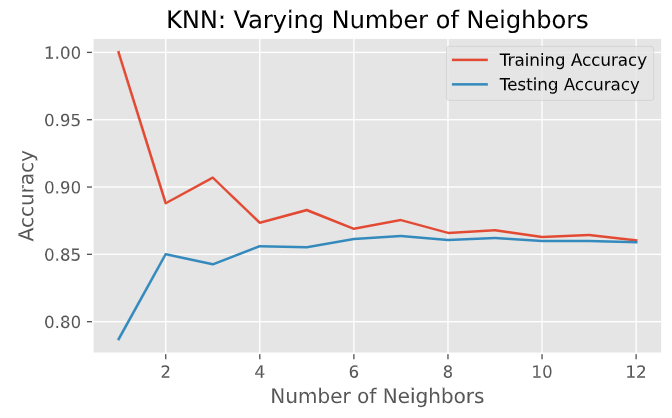 KNN: Varying Number of Neighbors
Training Accuracy
Testing Accuracy
1.00
0.95
0.90
0.85
0.80
Accuracy
2 4 6 8 10 12
Number of Neighbors